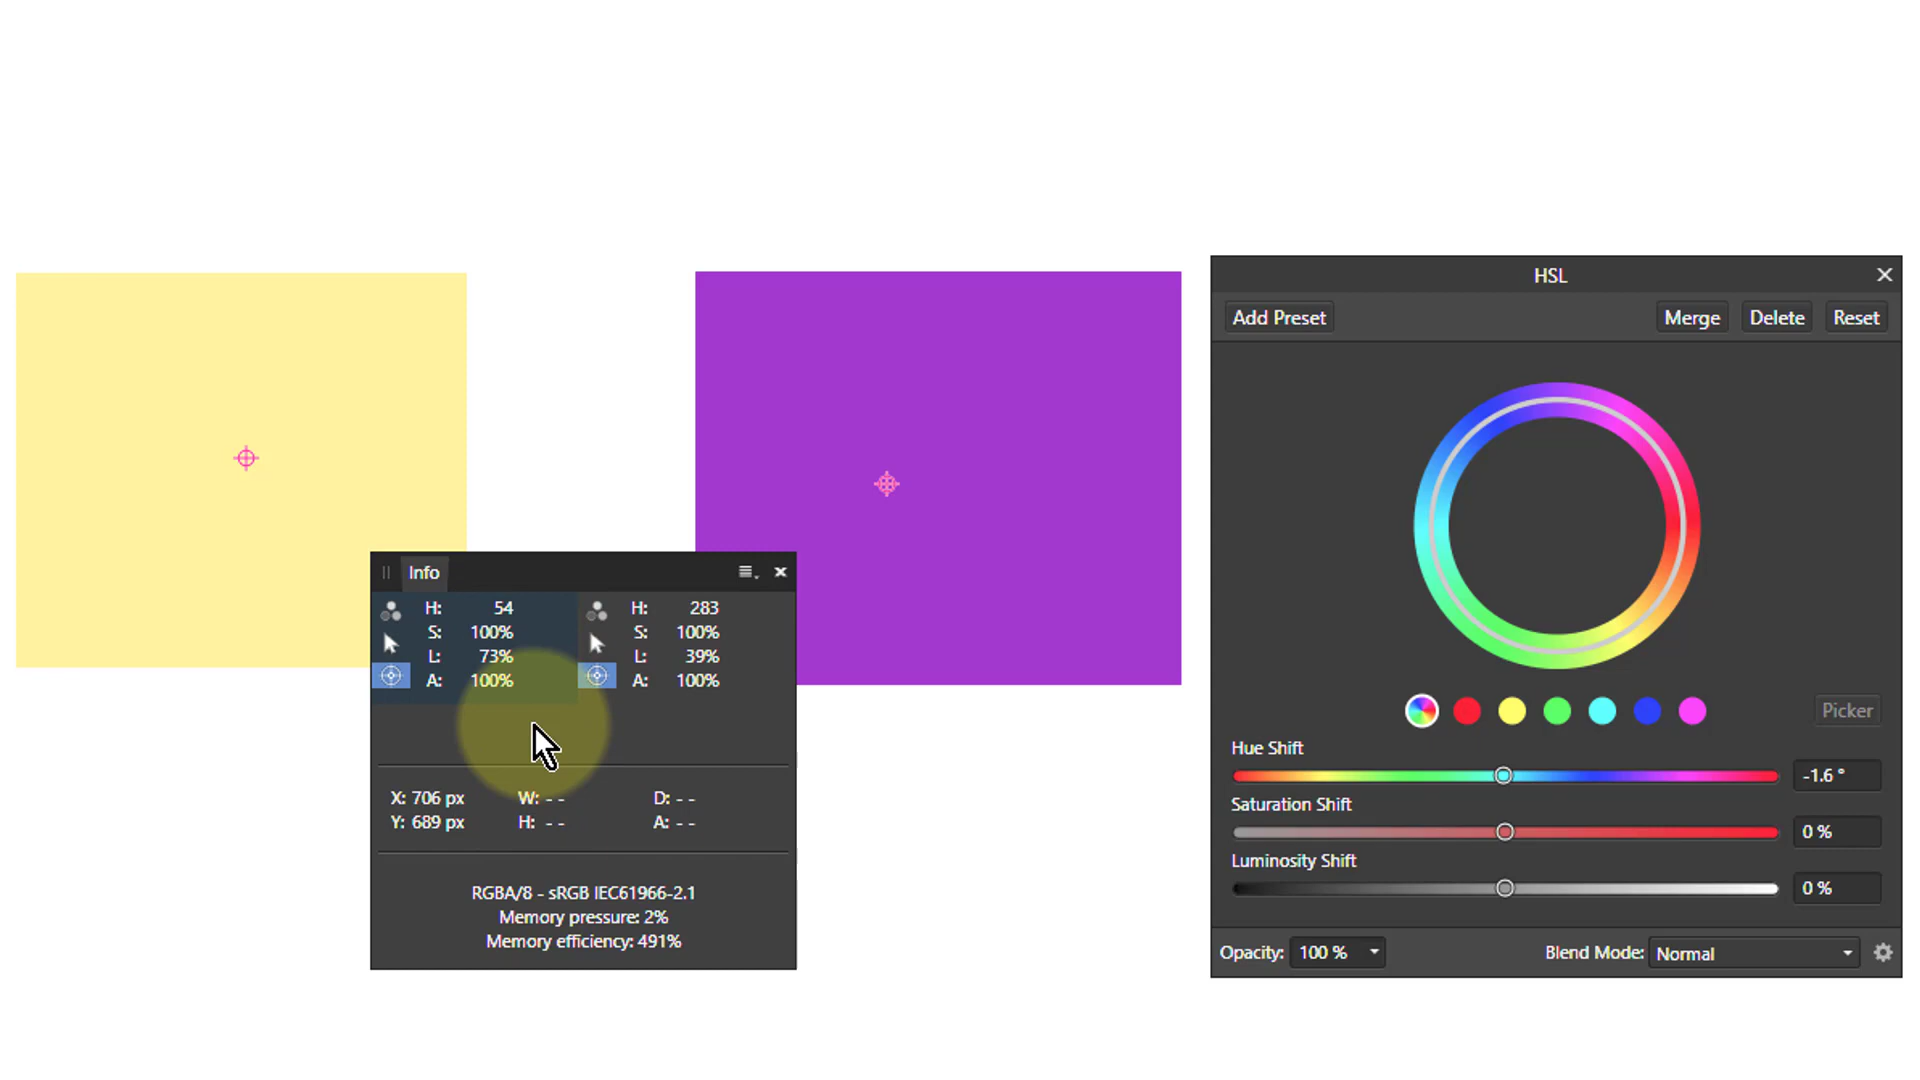 HSL
Add Preset Merge Delete Reset
Info
H: 54 H: 283
S: 100% S: 100%
L: 73% L: 39%
A: 100% A: 100%
X: 706 px W: - - D: - -
Y: 689 px H: - - A: - -
RGBA/8 - sRGB IEC61966-2.1
Memory pressure: 2%
Memory efficiency: 491%
Picker
Hue Shift
-1.6 °
Saturation Shift
0 %
Luminosity Shift
0 %
Opacity: 100 % Blend Mode: Normal